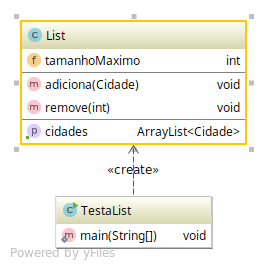 C List
f tamanhoMaximo int
m adiciona(Cidade) void
m remove(int) void
p cidades ArrayList<Cidade>
«create»
C TestaList
m main(String[]) void
Powered by yFiles